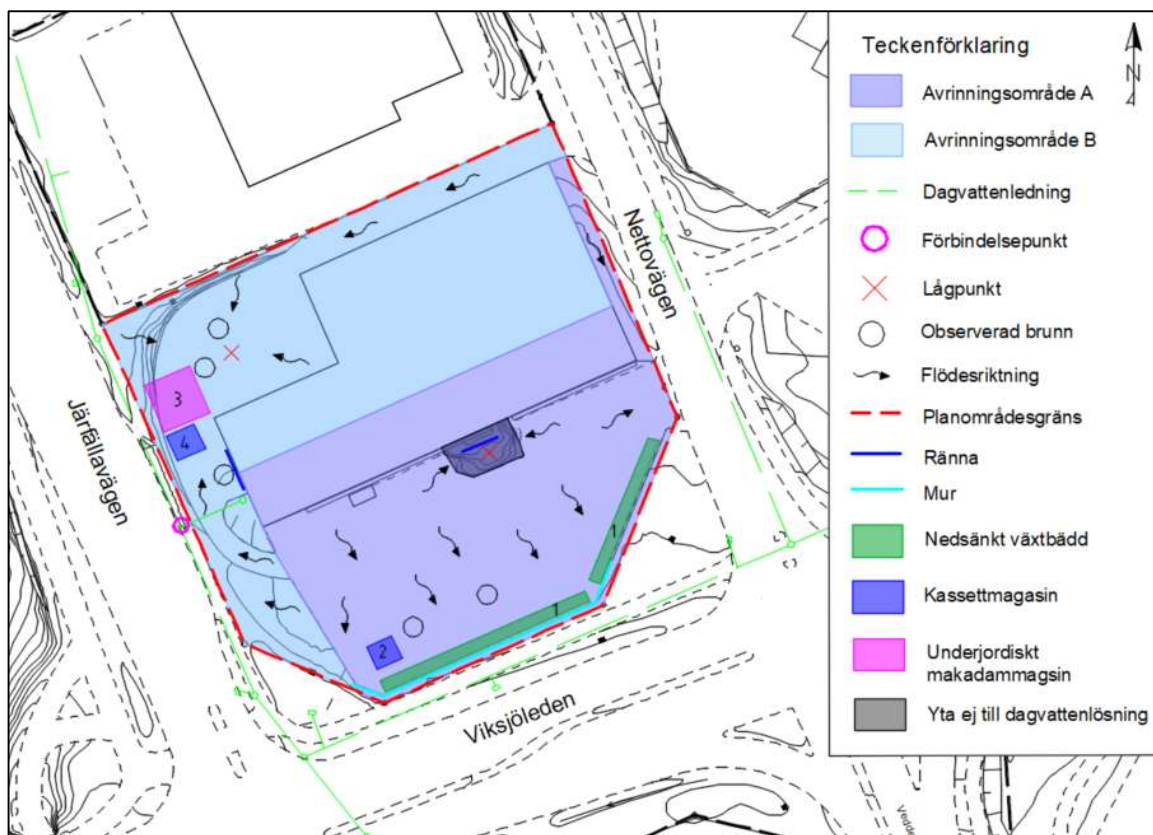 Teckenförklaring
N
Avrinningsområde A
Avrinningsområde B
Dagvattenledning
Förbindelsepunkt
Lågpunkt
Observerad brunn
Flödesriktning
Planområdesgräns
Ränna
Mur
Nedsänkt växtbädd
Kassettmagasin
Underjordiskt
makadammagsin
Yta ej till dagvattenlösning
Nettovägen
Järfällavägen
Viksjöleden
3
4
1
1
2